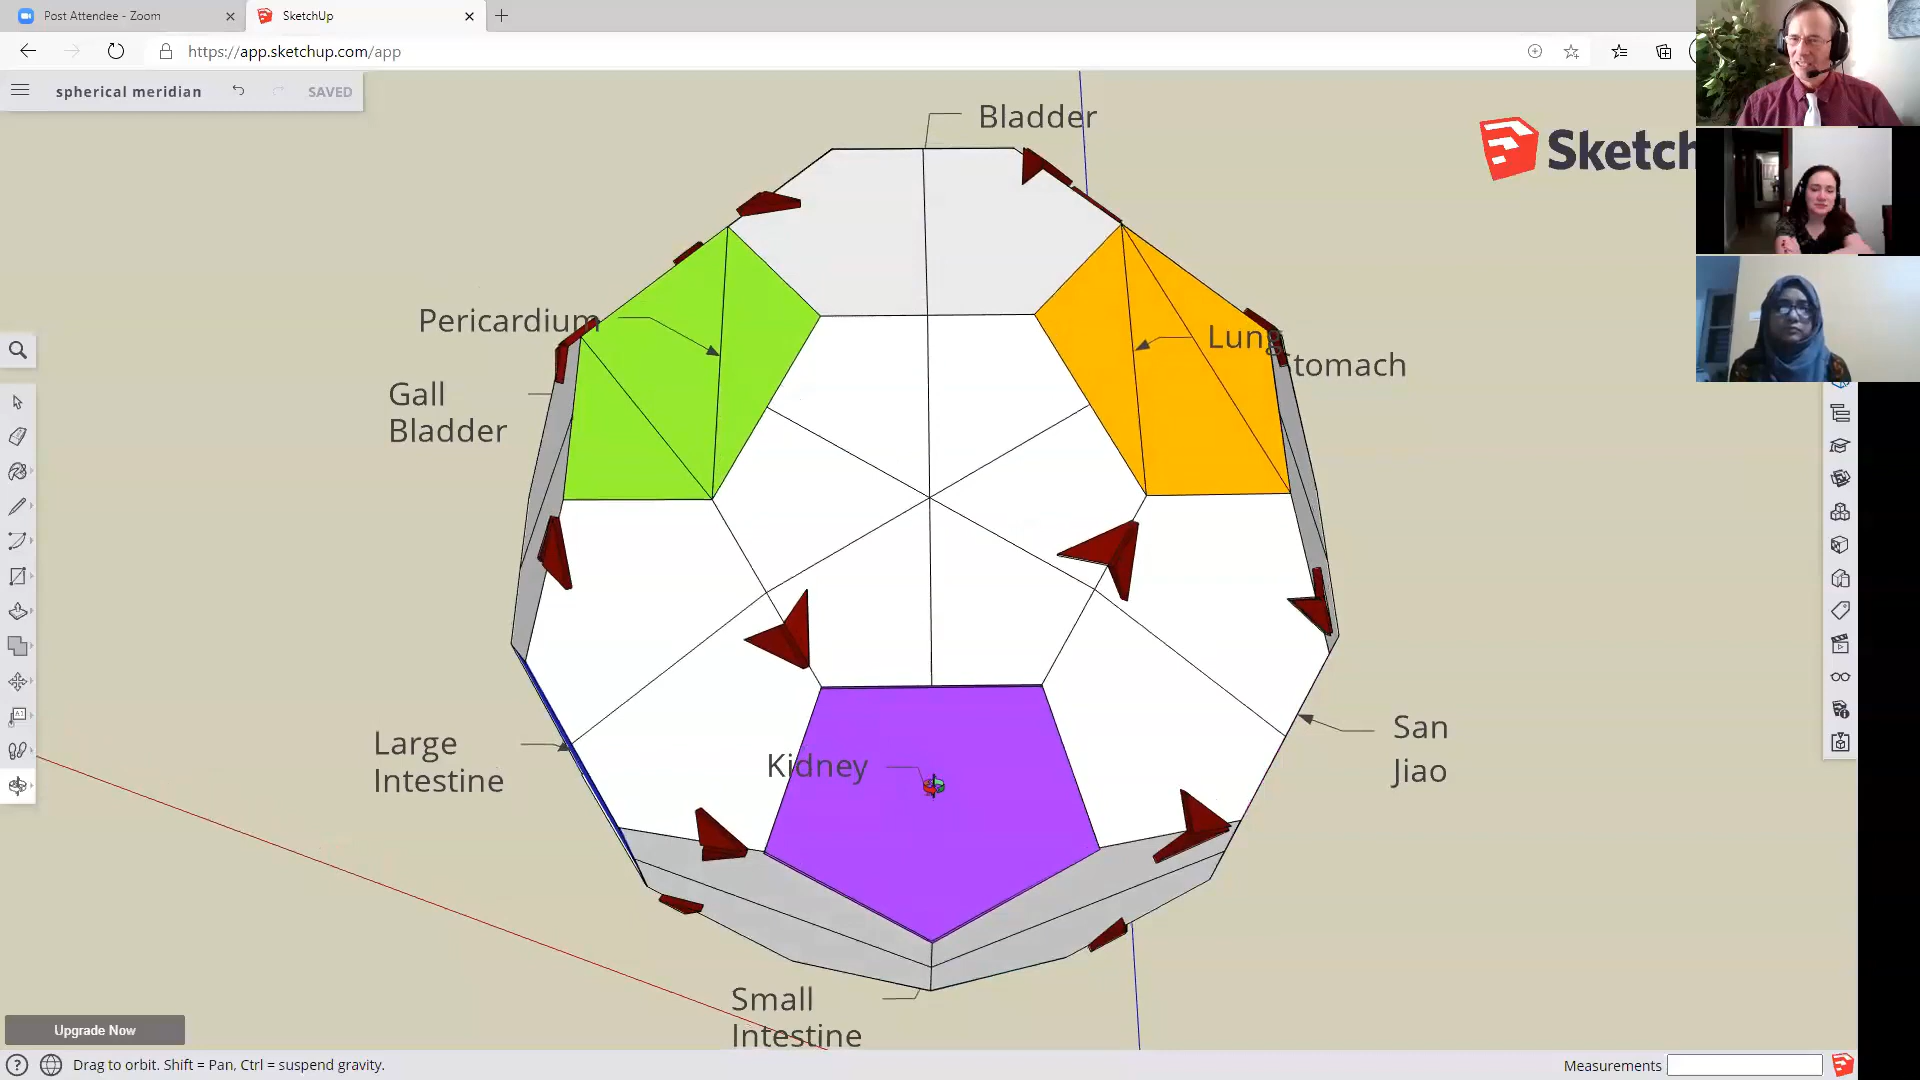 Post Attendee - Zoom
SketchUp
https://app.sketchup.com/app
spherical meridian
SAVED
Bladder
Sketch
Pericardium
Lung
tomach
Gall
Bladder
Large
Intestine
Kidney
San
Jiao
Small
Intestine
Upgrade Now
Drag to orbit. Shift = Pan, Ctrl = suspend gravity.
Measurements